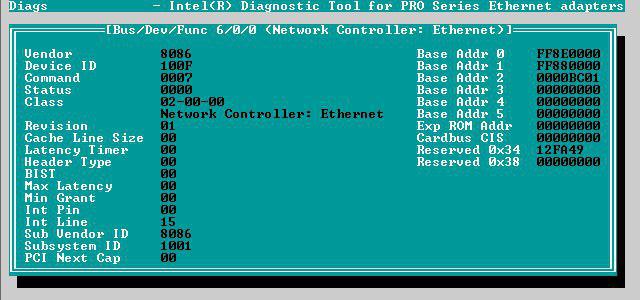 Diags - Intel(R) Diagnostic Tool for PRO Series Ethernet adapters
[Bus/Dev/Func 6/0/0 (Network Controller: Ethernet)]
Vendor 8086 Base Addr 0 FF8E0000
Device ID 100F Base Addr 1 FF880000
Command 0007 Base Addr 2 0000BC01
Status 0000 Base Addr 3 00000000
Class 02-00-00 Base Addr 4 00000000
Network Controller: Ethernet Base Addr 5 00000000
Revision 01 Exp ROM Addr 00000000
Cache Line Size 00 Cardbus CIS 00000000
Latency Timer 00 Reserved 0x34 12FA49
Header Type 00 Reserved 0x38 00000000
BIST 00
Max Latency 00
Min Grant 00
Int Pin 00
Int Line 15
Sub Vendor ID 8086
Subsystem ID 1001
PCI Next Cap 00